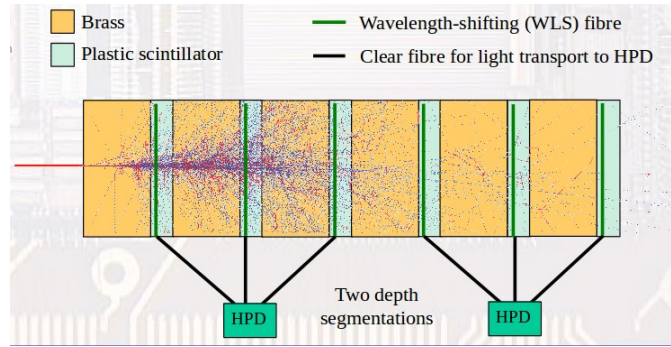 Brass
Wavelength-shifting (WLS) fibre
Plastic scintillator
Clear fibre for light transport to HPD
HPD
Two depth
segmentations
HPD